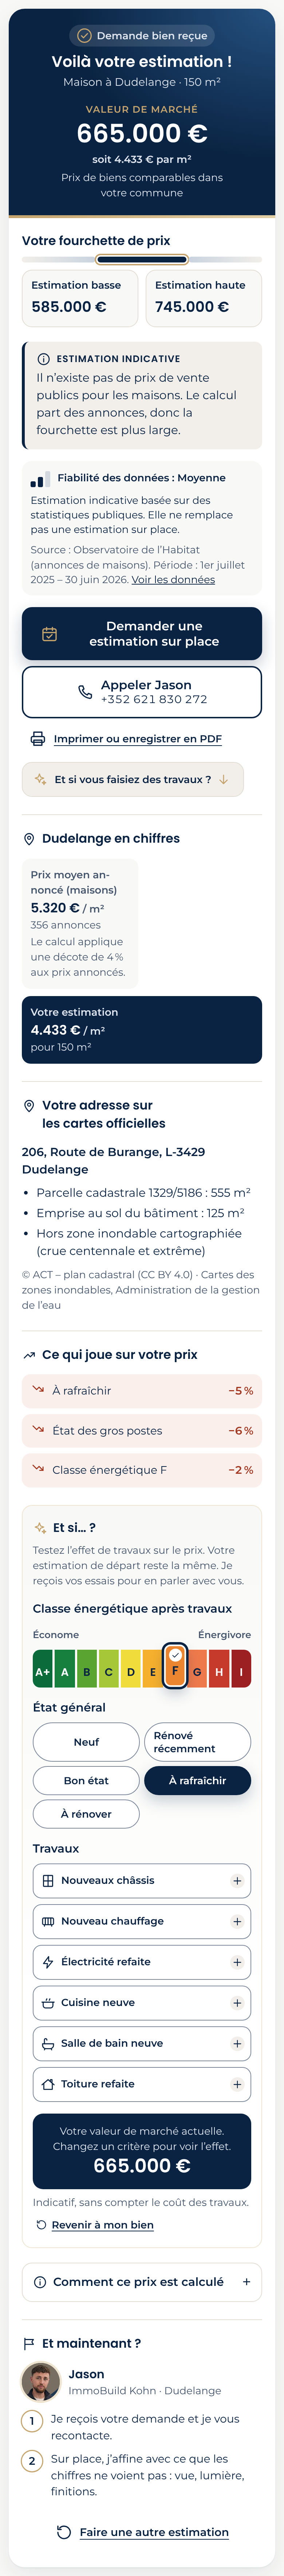 Demande bien reçue
Voilà votre estimation !
Maison à Dudelange · 150 m²
VALEUR DE MARCHÉ
665.000 €
soit 4.433 € par m²
Prix de biens comparables dans
votre commune
Votre fourchette de prix
Estimation basse
585.000 €
Estimation haute
745.000 €
ESTIMATION INDICATIVE
Il n’existe pas de prix de vente
publics pour les maisons. Le calcul
part des annonces, donc la
fourchette est plus large.
Fiabilité des données : Moyenne
Estimation indicative basée sur des
statistiques publiques. Elle ne remplace
pas une estimation sur place.
Source : Observatoire de l’Habitat
(annonces de maisons). Période : 1er juillet
2025 – 30 juin 2026. Voir les données
Demander une
estimation sur place
Appeler Jason
+352 621 830 272
Imprimer ou enregistrer en PDF
Et si vous faisiez des travaux ?
Dudelange en chiffres
Prix moyen an-
noncé (maisons)
5.320 € / m²
356 annonces
Le calcul applique
une décote de 4 %
aux prix annoncés.
Votre estimation
4.433 € / m²
pour 150 m²
Votre adresse sur
les cartes officielles
206, Route de Burange, L-3429
Dudelange
• Parcelle cadastrale 1329/5186 : 555 m²
• Emprise au sol du bâtiment : 125 m²
• Hors zone inondable cartographiée
(crue centennale et extrême)
© ACT – plan cadastral (CC BY 4.0) · Cartes des
zones inondables, Administration de la gestion
de l’eau
Ce qui joue sur votre prix
À rafraîchir −5 %
État des gros postes −6 %
Classe énergétique F −2 %
Et si… ?
Testez l’effet de travaux sur le prix. Votre
estimation de départ reste la même. Je
reçois vos essais pour en parler avec vous.
Classe énergétique après travaux
Économe Énergivore
A+ A B C D E F G H I
État général
Neuf
Rénové
récemment
Bon état
À rafraîchir
À rénover
Travaux
Nouveaux châssis
Nouveau chauffage
Électricité refaite
Cuisine neuve
Salle de bain neuve
Toiture refaite
Votre valeur de marché actuelle.
Changez un critère pour voir l’effet.
665.000 €
Indicatif, sans compter le coût des travaux.
Revenir à mon bien
Comment ce prix est calculé +
Et maintenant ?
Jason
ImmoBuild Kohn · Dudelange
1 Je reçois votre demande et je vous
recontacte.
2 Sur place, j’affine avec ce que les
chiffres ne voient pas : vue, lumière,
finitions.
Faire une autre estimation